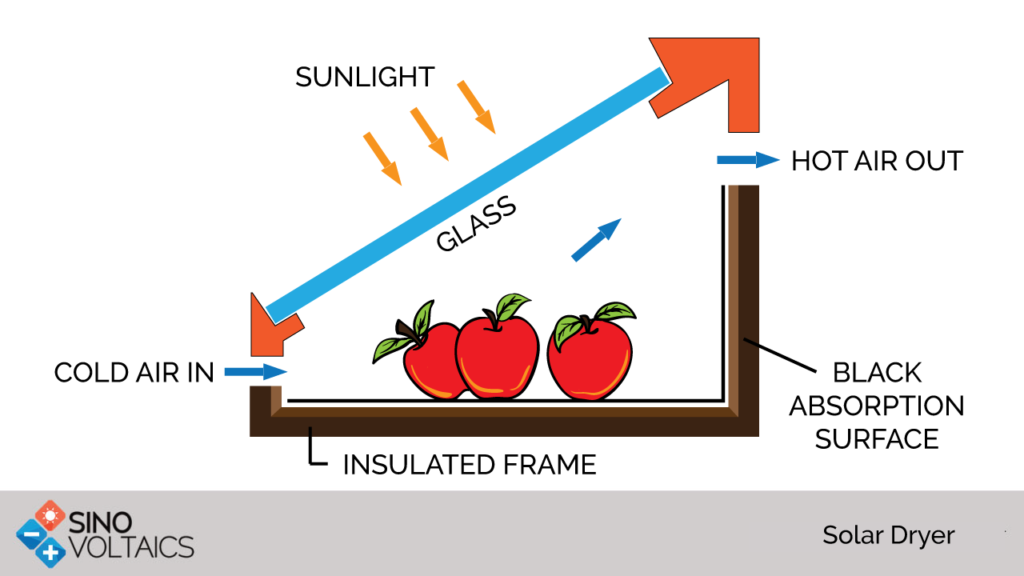 SUNLIGHT
GLASS
HOT AIR OUT
COLD AIR IN
BLACK
ABSORPTION
SURFACE
INSULATED FRAME
SINO
VOLTAICS
Solar Dryer